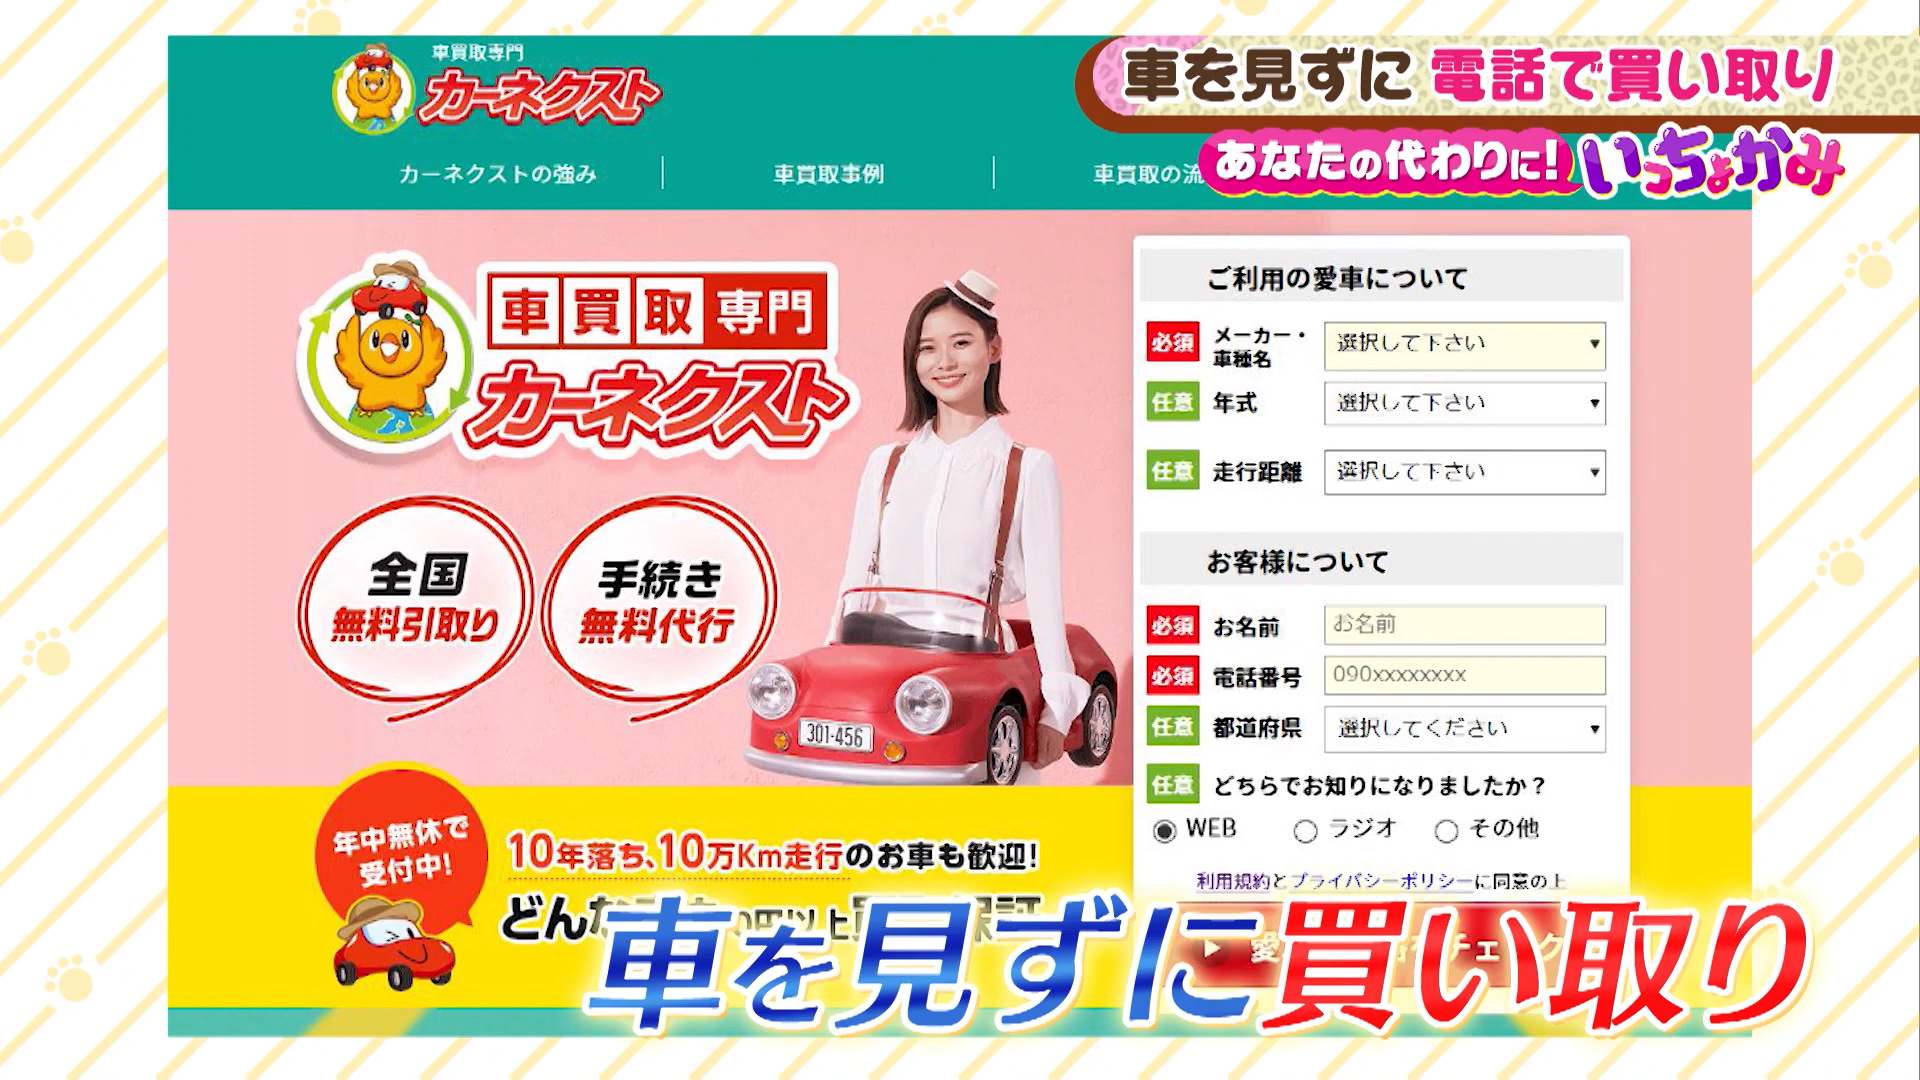 車買取専門
カーネクスト
車を見ずに 電話で買い取り
あなたの代わりに!いっちょかみ
カーネクストの強み
車買取事例
車買取の流
車買取専門
カーネクスト
全国
無料引取り
手続き
無料代行
301-456
年中無休で
受付中!
10年落ち、10万Km走行のお車も歓迎!
どん
ご利用の愛車について
必須 メーカー・
車種名
選択して下さい
任意 年式 選択して下さい
任意 走行距離 選択して下さい
お客様について
必須 お名前 お名前
必須 電話番号 090xxxxxxxx
任意 都道府県 選択してください
任意 どちらでお知りになりましたか?
WEB ラジオ その他
利用規約とプライバシーポリシーに同意の上
車を見ずに買い取り